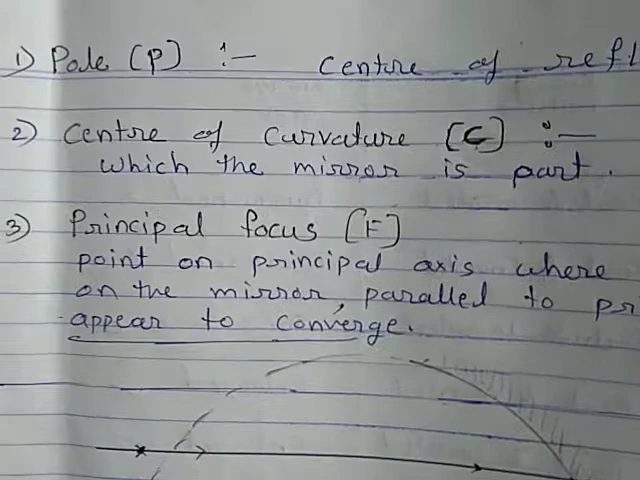 1) Pole [P] :- centre of refl
2) Centre of curvature [C] :-
which the mirror is part.
3) Principal focus [F]
point on principal axis where
on the mirror, paralled to pr
appear to converge.